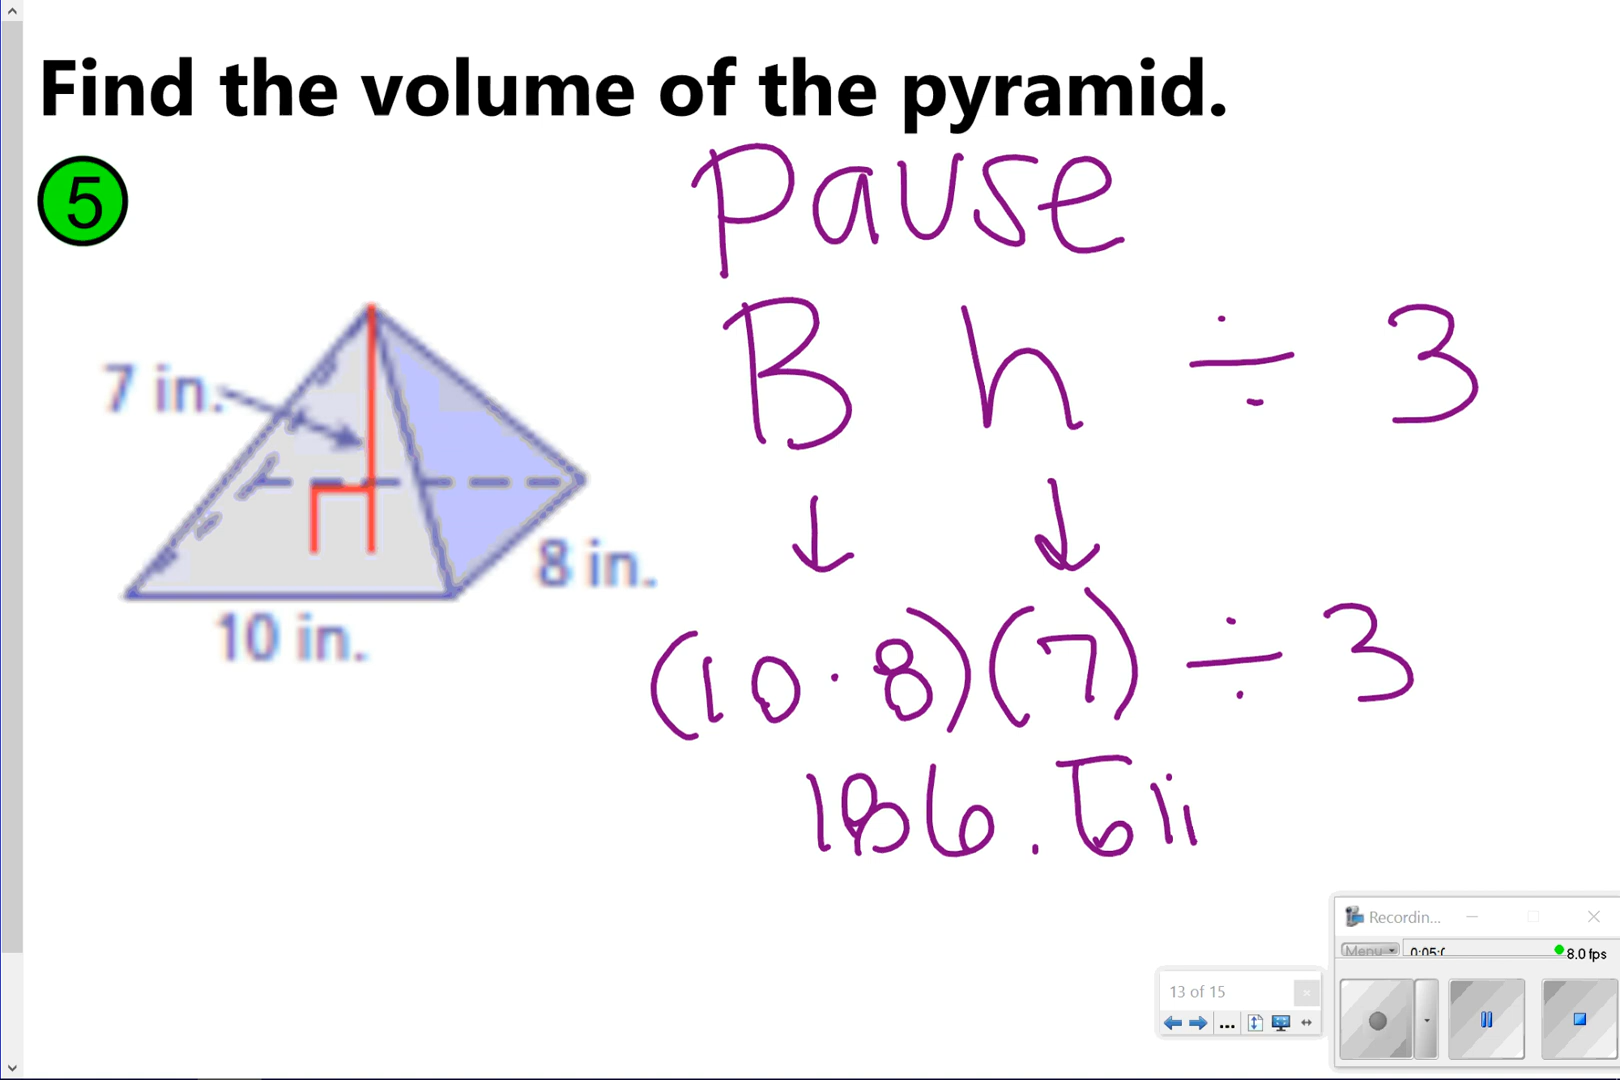 Find the volume of the pyramid.
5
Pause
B h ÷ 3
7 in.
8 in.
10 in.
(10·8)(7) ÷ 3
186.6ii
Recordin...
Menu
8.0 fps
13 of 15
...